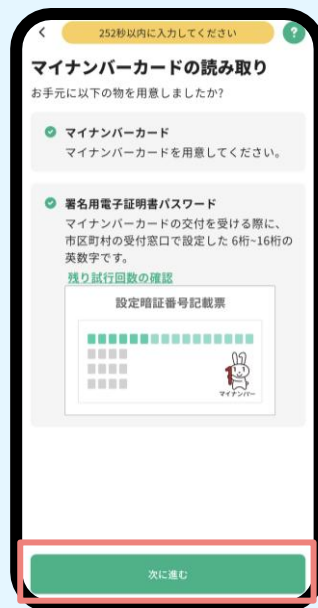 252秒以内に入力してください
?
マイナンバーカードの読み取り
お手元に以下の物を用意しましたか?
マイナンバーカード
マイナンバーカードを用意してください。
署名用電子証明書パスワード
マイナンバーカードの交付を受ける際に、
市区町村の受付窓口で設定した 6桁~16桁の
英数字です。
残り試行回数の確認
設定暗証番号記載票
マイナンバー
次に進む